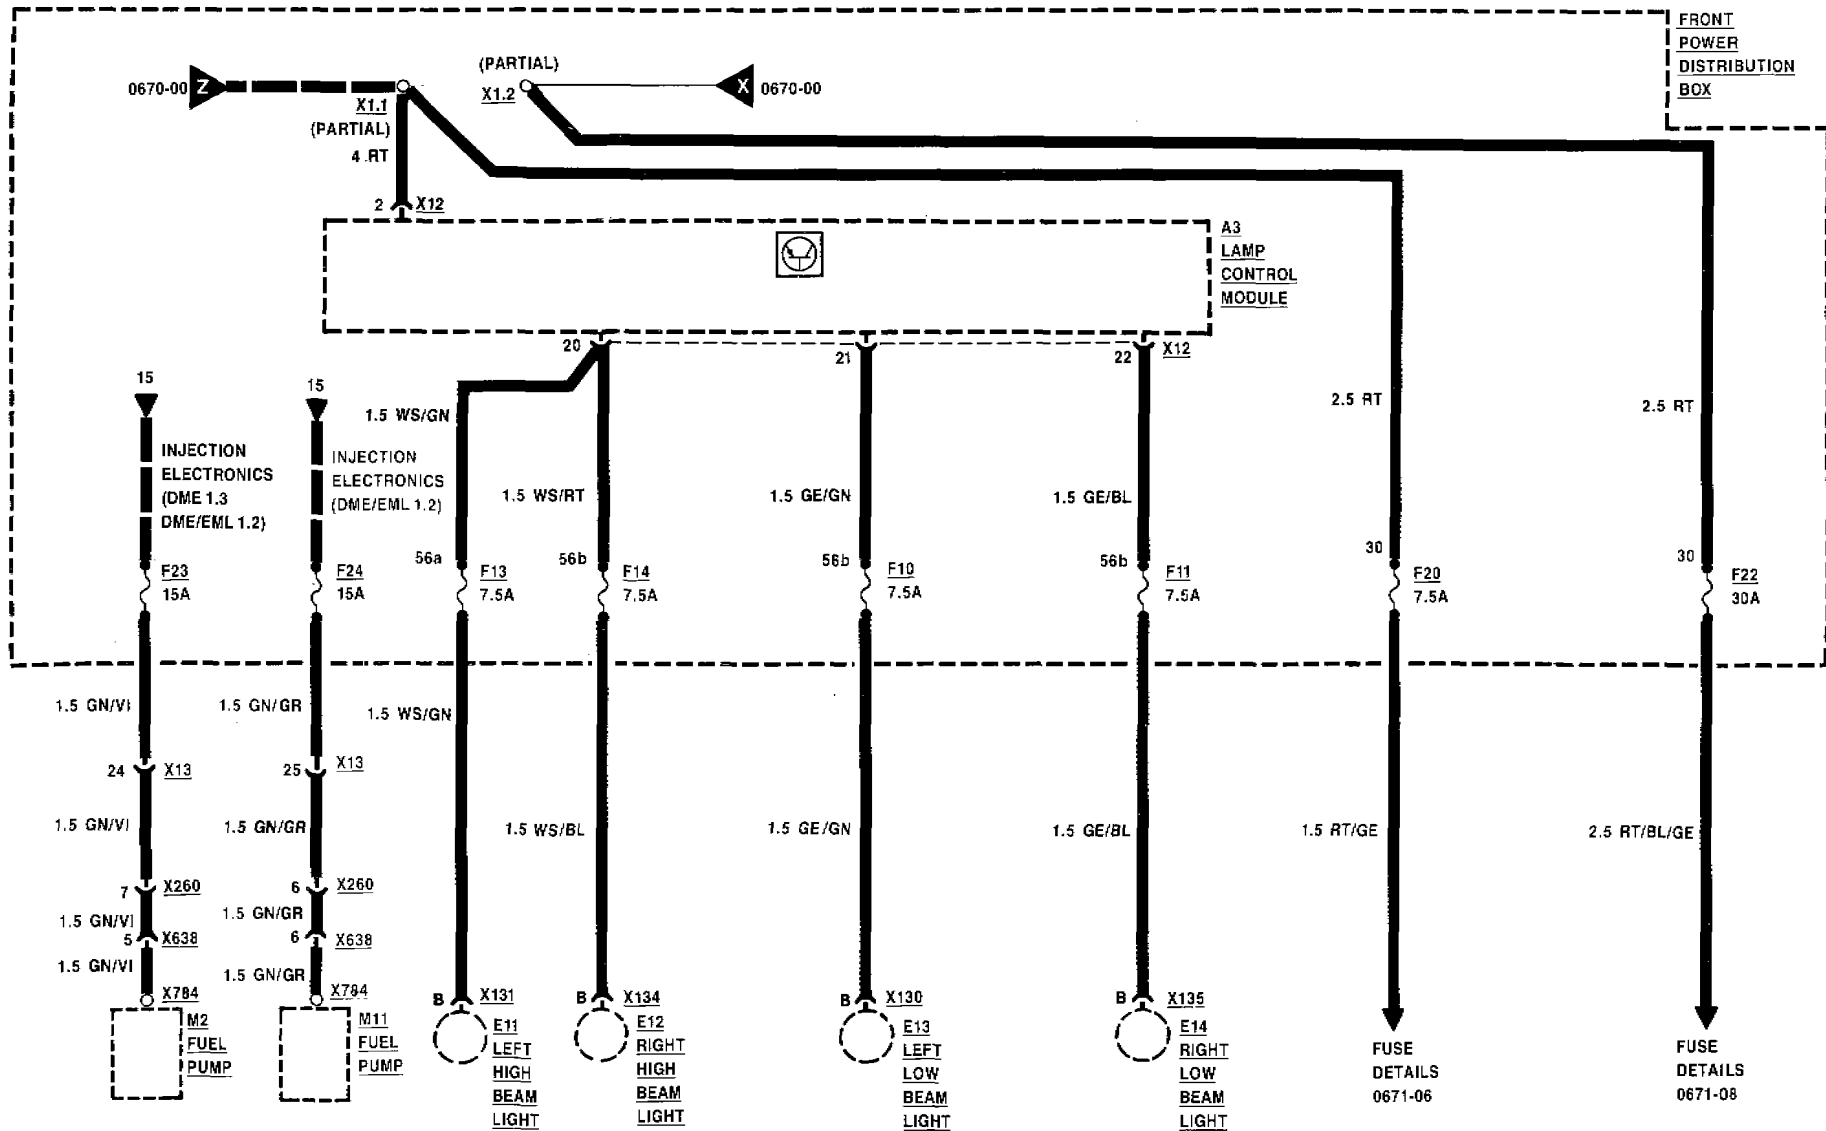 FRONT
POWER
DISTRIBUTION
BOX
0670-00 Z
X1.1
(PARTIAL)
4 RT
(PARTIAL)
X1.2
X 0670-00
2 X12
A3
LAMP
CONTROL
MODULE
20
21
22 X12
15
INJECTION
ELECTRONICS
(DME 1.3
DME/EML 1.2)
15
INJECTION
ELECTRONICS
(DME/EML 1.2)
1.5 WS/GN
1.5 WS/RT
1.5 GE/GN
1.5 GE/BL
2.5 RT
2.5 RT
F23
15A
F24
15A
56a
F13
7.5A
56b
F14
7.5A
56b
F10
7.5A
56b
F11
7.5A
30
F20
7.5A
30
F22
30A
1.5 GN/VI
1.5 GN/GR
1.5 WS/GN
24 X13
25 X13
1.5 GN/VI
1.5 GN/GR
1.5 WS/BL
1.5 GE/GN
1.5 GE/BL
1.5 RT/GE
2.5 RT/BL/GE
7 X260
6 X260
1.5 GN/VI
1.5 GN/GR
5 X638
6 X638
1.5 GN/VI
1.5 GN/GR
X784
X784
B X131
B X134
B X130
B X135
M2
FUEL
PUMP
M11
FUEL
PUMP
E11
LEFT
HIGH
BEAM
LIGHT
E12
RIGHT
HIGH
BEAM
LIGHT
E13
LEFT
LOW
BEAM
LIGHT
E14
RIGHT
LOW
BEAM
LIGHT
FUSE
DETAILS
0671-06
FUSE
DETAILS
0671-08